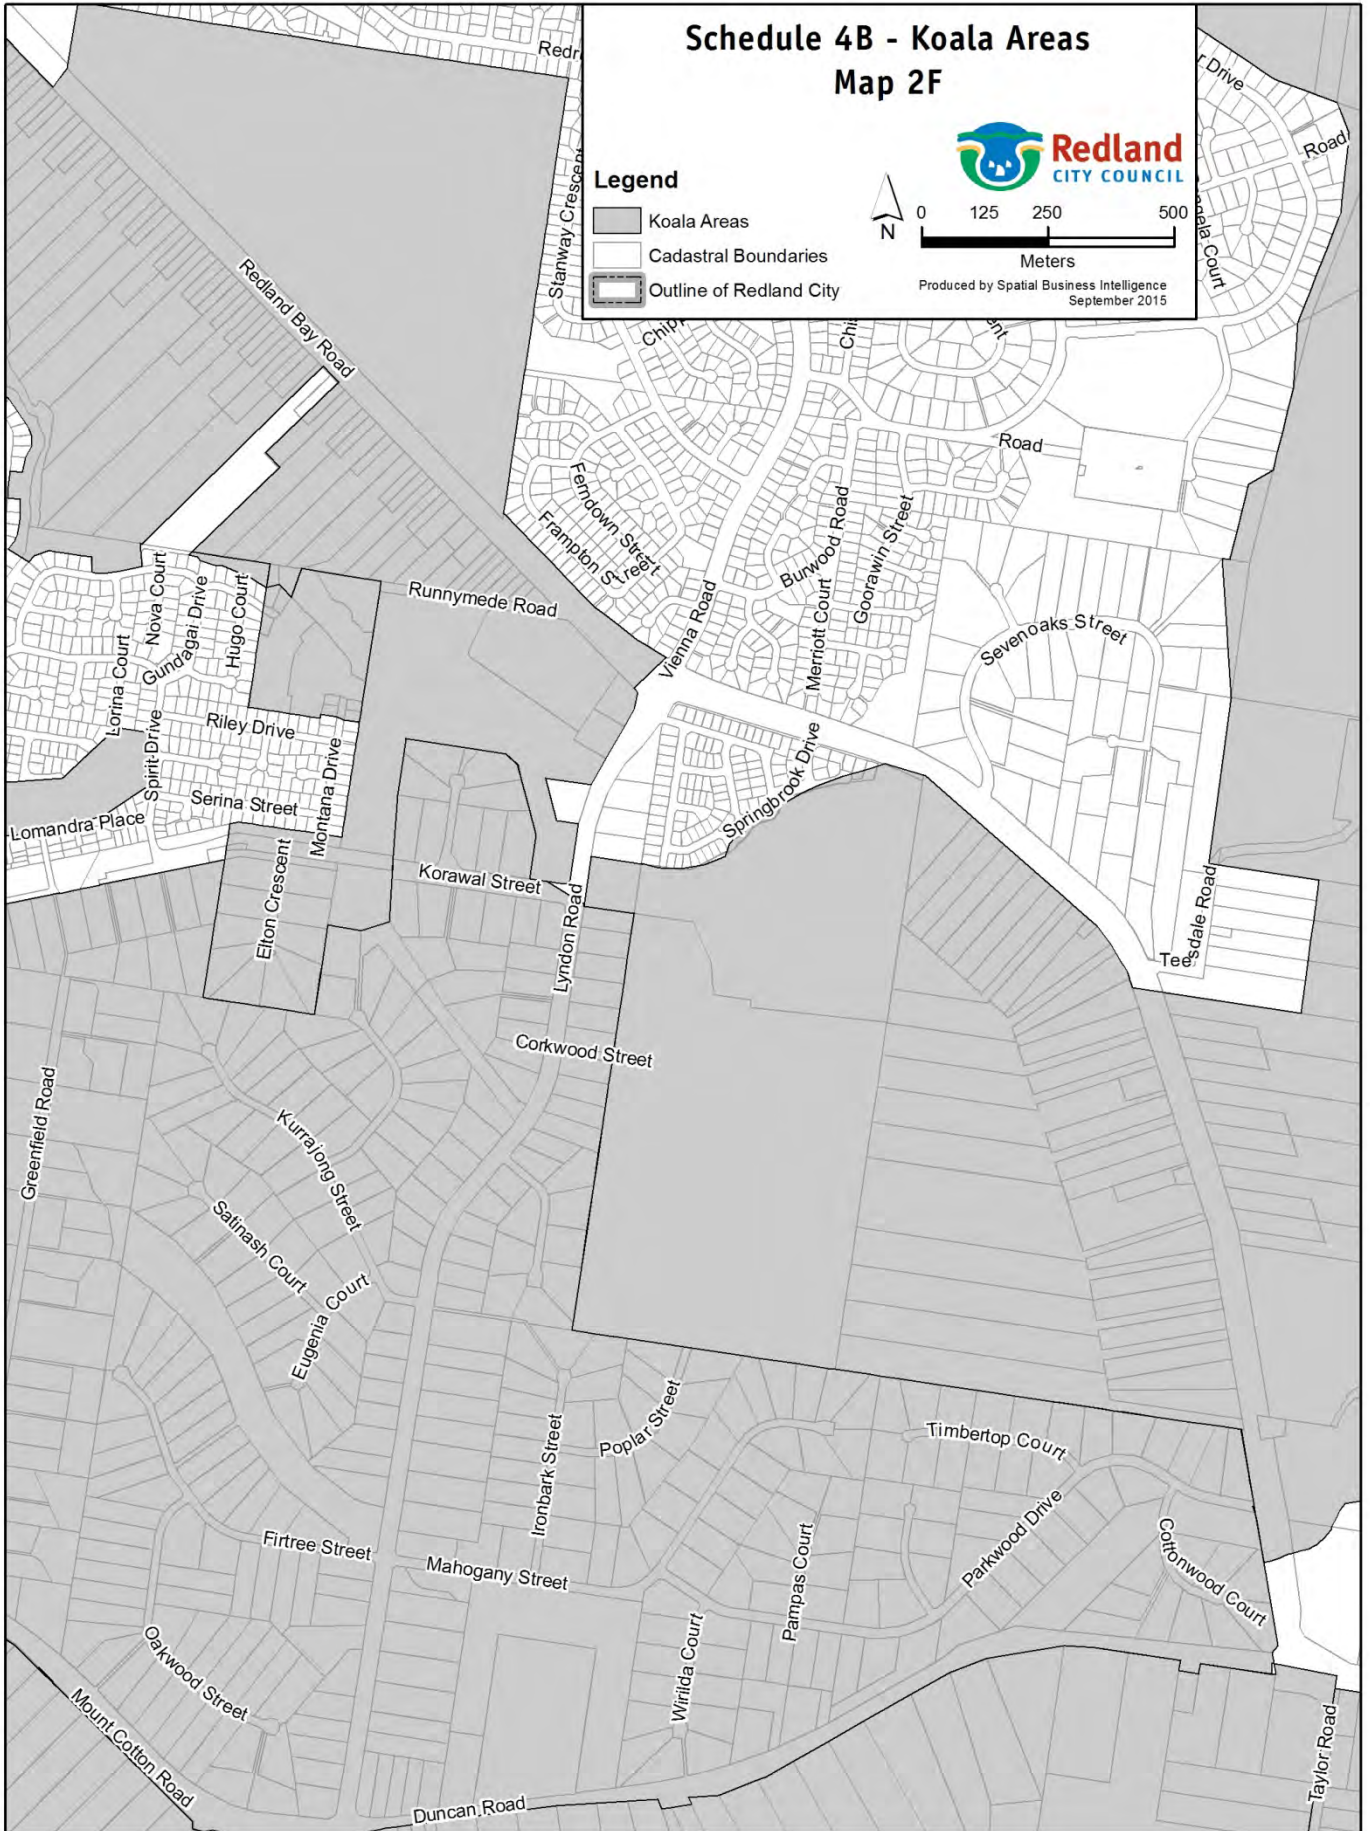 Schedule 4B - Koala Areas
Map 2F
Redland
CITY COUNCIL
Legend
Koala Areas
Cadastral Boundaries
Outline of Redland City
N
0 125 250 500
Meters
Produced by Spatial Business Intelligence
September 2015
Drive
Road
Court
Stanway Crescent
Redland Bay Road
Road
Ferndown Street
Frampton Street
Burwood Road
Goorawin Street
Merriott Court
Vienna Road
Runnymede Road
Sevenoaks Street
Nova Court
Gundagai Drive
Hugo Court
Lorina Court
Riley Drive
Spirit Drive
Montana Drive
Serina Street
Lomandra Place
Springbrook Drive
Elton Crescent
Korawal Street
Lyndon Road
Teesdale Road
Corkwood Street
Greenfield Road
Kurrajong Street
Satinash Court
Eugenia Court
Ironbark Street
Poplar Street
Timbertop Court
Parkwood Drive
Pampas Court
Cottonwood Court
Firtree Street
Mahogany Street
Wirilda Court
Oakwood Street
Mount Cotton Road
Duncan Road
Taylor Road